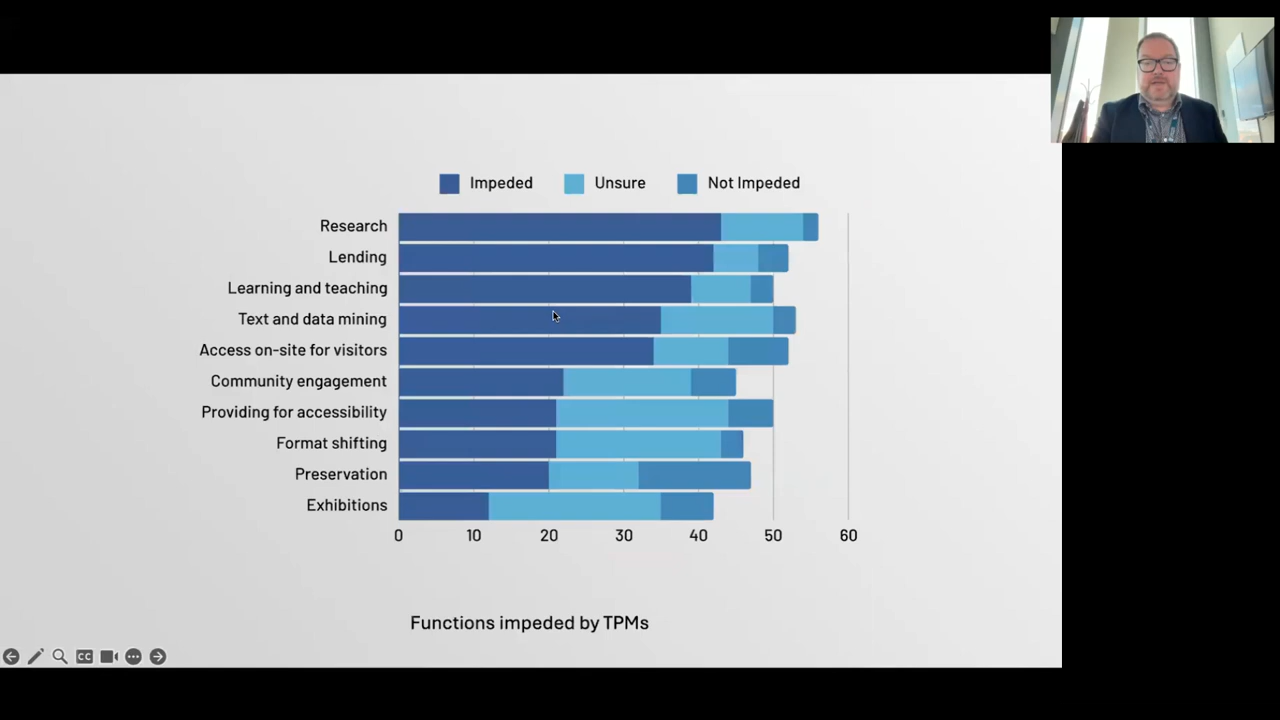 Impeded Unsure Not Impeded
Research
Lending
Learning and teaching
Text and data mining
Access on-site for visitors
Community engagement
Providing for accessibility
Format shifting
Preservation
Exhibitions
0 10 20 30 40 50 60
Functions impeded by TPMs
CC